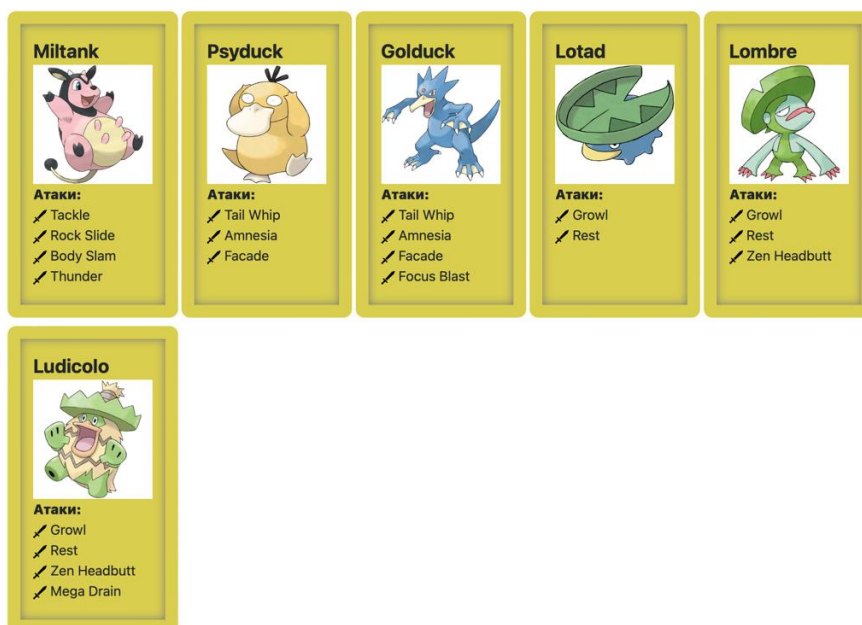 Miltank
Атаки:
Tackle
Rock Slide
Body Slam
Thunder
Psyduck
Атаки:
Tail Whip
Amnesia
Facade
Golduck
Атаки:
Tail Whip
Amnesia
Facade
Focus Blast
Lotad
Атаки:
Growl
Rest
Lombre
Атаки:
Growl
Rest
Zen Headbutt
Ludicolo
Атаки:
Growl
Rest
Zen Headbutt
Mega Drain